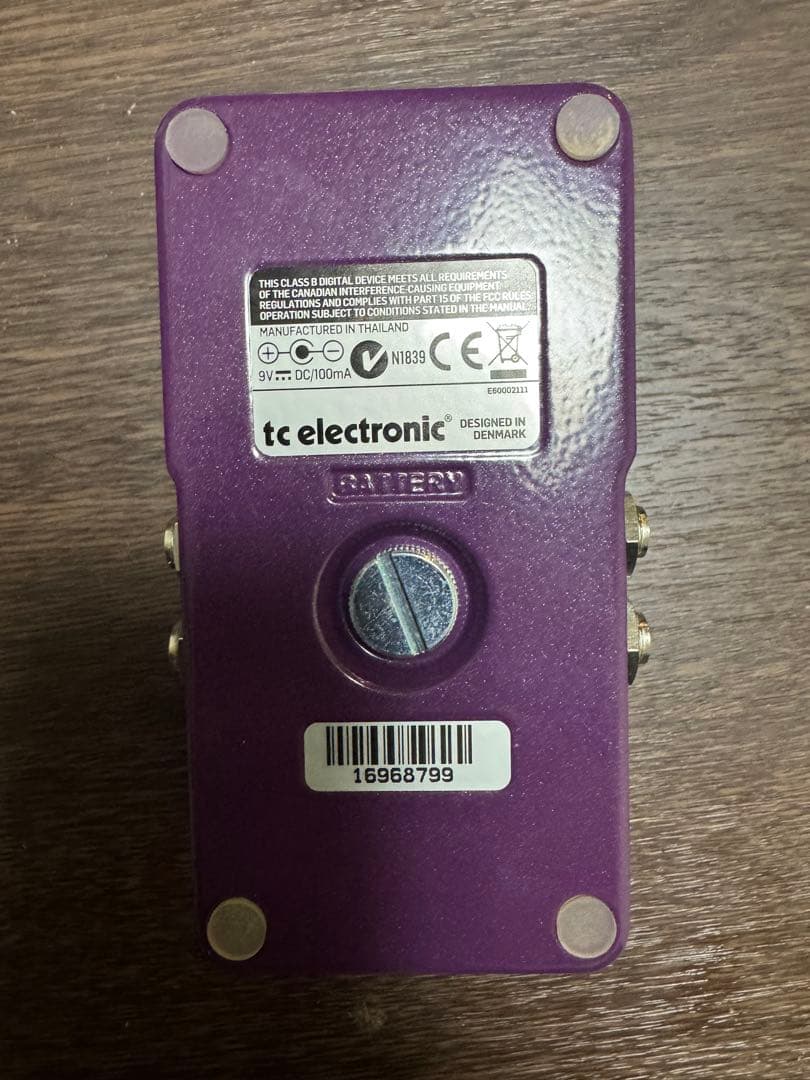 THIS CLASS B DIGITAL DEVICE MEETS ALL REQUIREMENTS
OF THE CANADIAN INTERFERENCE-CAUSING EQUIPMENT
REGULATIONS AND COMPLIES WITH PART 15 OF THE FCC RULES
OPERATION SUBJECT TO CONDITIONS STATED IN THE MANUAL.
MANUFACTURED IN THAILAND
N1839 CE
9V DC/100mA
E60002111
tc electronic® DESIGNED IN
DENMARK
BATTERY
16968799